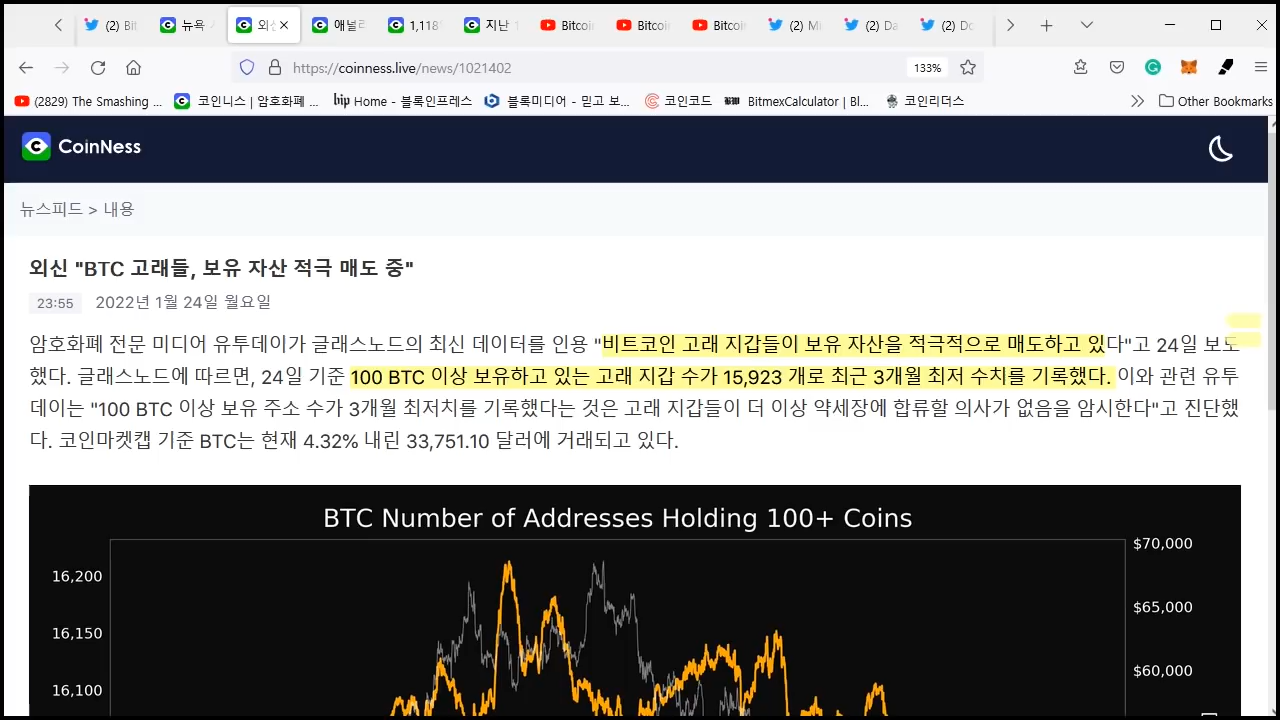 (2) Bit
뉴욕
외신
애널리
1,118
지난 1
Bitcoin
Bitcoin
Bitcoin
(2) Mi
(2) Da
(2) Do
https://coinness.live/news/1021402
133%
(2829) The Smashing ...
코인니스 | 암호화폐 ...
bip Home - 블록인프레스
블록미디어 - 믿고 보...
코인코드
BitmexCalculator | Bl...
코인리더스
Other Bookmarks
CoinNess
뉴스피드 > 내용
외신 "BTC 고래들, 보유 자산 적극 매도 중"
23:55 2022년 1월 24일 월요일
암호화폐 전문 미디어 유투데이가 글래스노드의 최신 데이터를 인용 "비트코인 고래 지갑들이 보유 자산을 적극적으로 매도하고 있다"고 24일 보도
했다. 글래스노드에 따르면, 24일 기준 100 BTC 이상 보유하고 있는 고래 지갑 수가 15,923 개로 최근 3개월 최저 수치를 기록했다. 이와 관련 유투
데이는 "100 BTC 이상 보유 주소 수가 3개월 최저치를 기록했다는 것은 고래 지갑들이 더 이상 약세장에 합류할 의사가 없음을 암시한다"고 진단했
다. 코인마켓캡 기준 BTC는 현재 4.32% 내린 33,751.10 달러에 거래되고 있다.
BTC Number of Addresses Holding 100+ Coins
$70,000
16,200
$65,000
16,150
$60,000
16,100